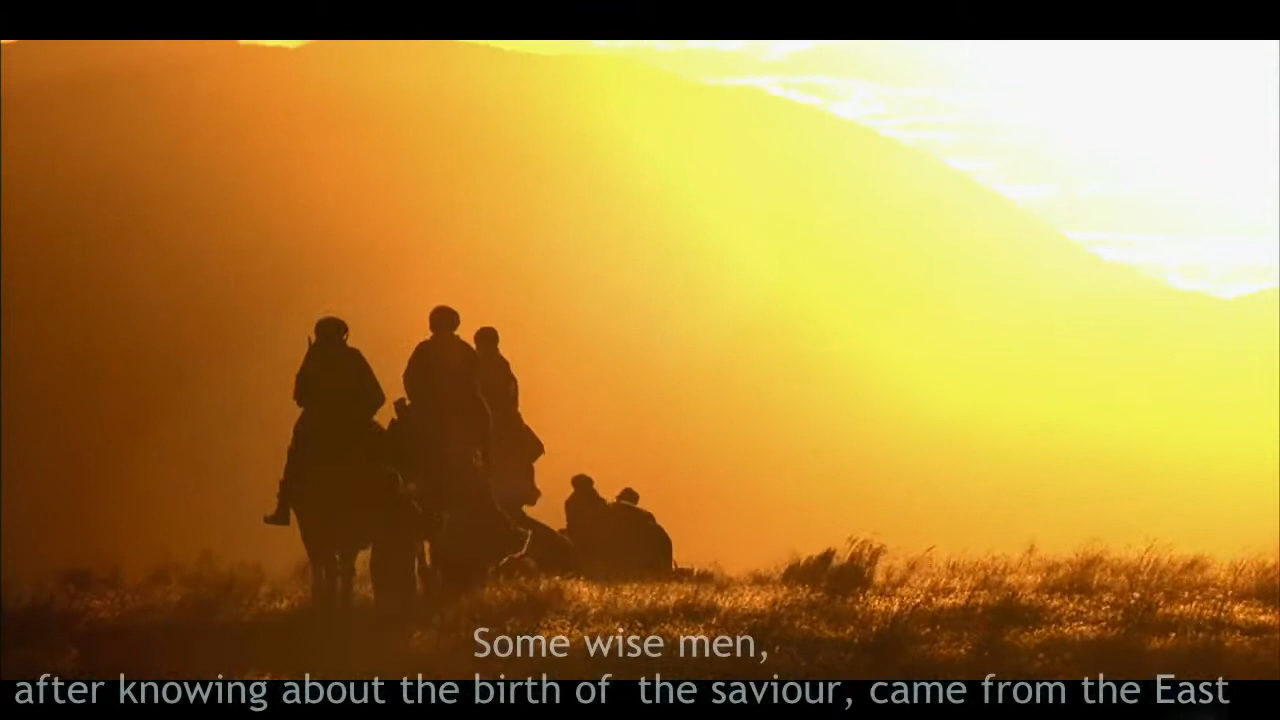 Some wise men,
after knowing about the birth of  the saviour, came from the East